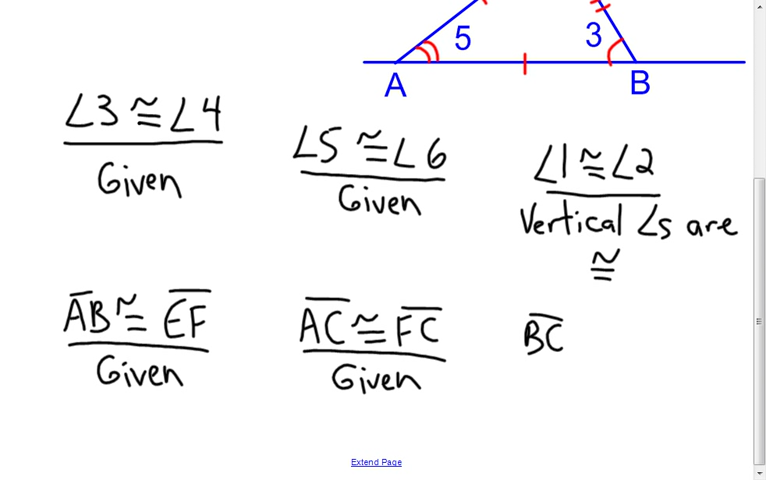 5
3
A
B
∠3 ≅ ∠4
Given
∠5 ≅ ∠6
Given
∠1 ≅ ∠2
Vertical ∠s are
≅
AB ≅ EF
Given
AC ≅ FC
Given
BC
Extend Page